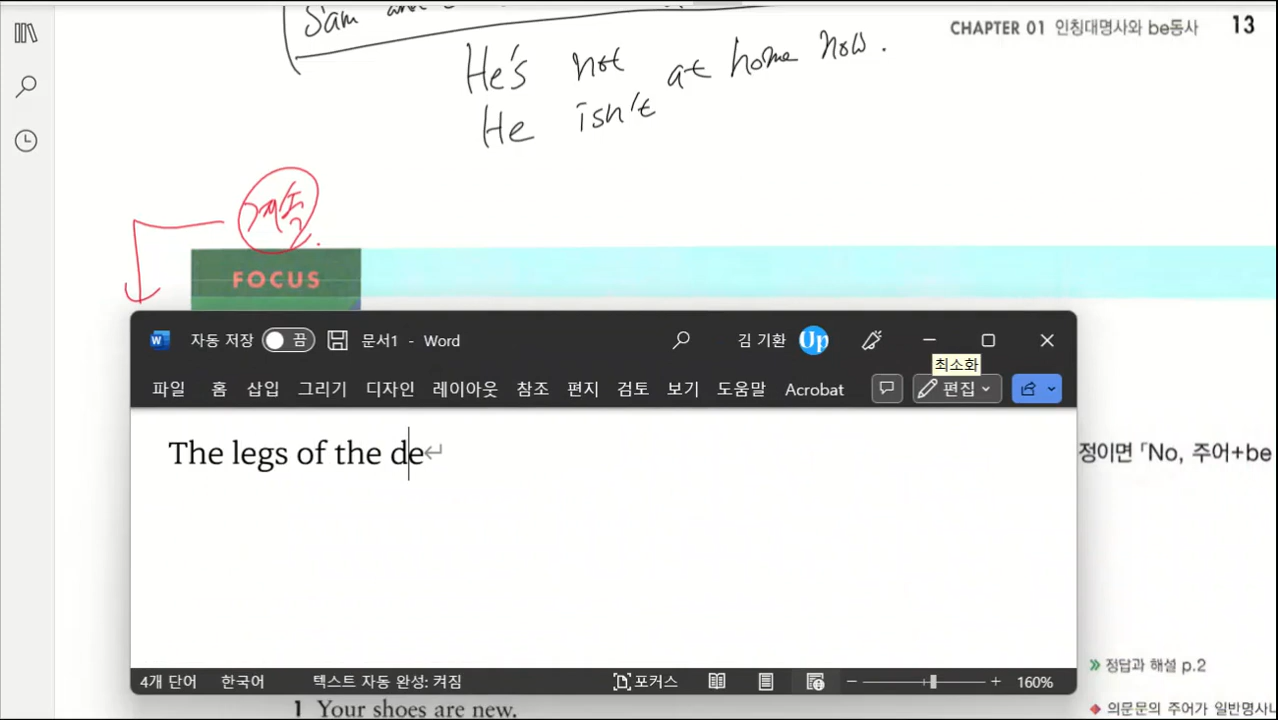 Sam and
CHAPTER 01 인칭대명사와 be동사 13
He's not at home now.
He isn't
제출
FOCUS
자동 저장 끔 문서1 - Word 김 기환 Up
최소화
파일 홈 삽입 그리기 디자인 레이아웃 참조 편지 검토 보기 도움말 Acrobat 편집
The legs of the de
정이면 「No, 주어+be
정답과 해설 p.2
4개 단어 한국어 텍스트 자동 완성: 켜짐 포커스 160%
1 Your shoes are new.
의문문의 주어가 일반명사